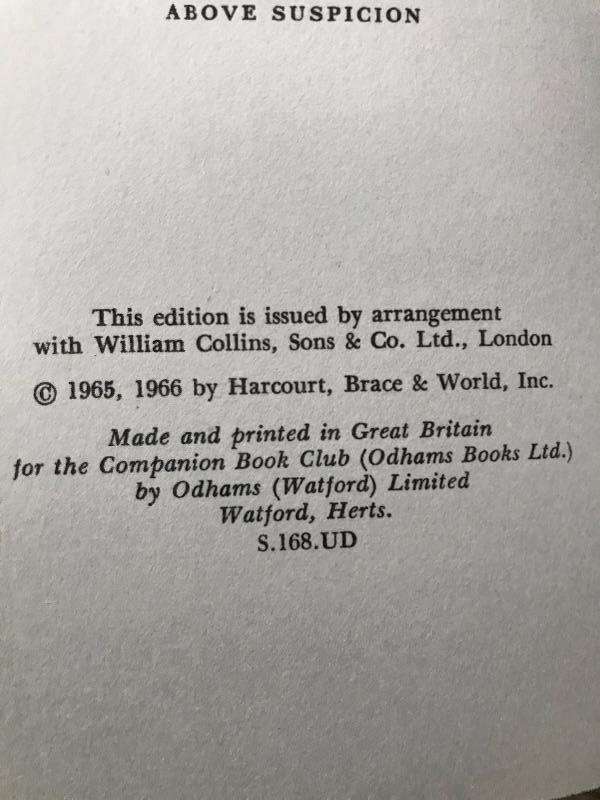 ABOVE SUSPICION
This edition is issued by arrangement
with William Collins, Sons & Co. Ltd., London
© 1965, 1966 by Harcourt, Brace & World, Inc.
Made and printed in Great Britain
for the Companion Book Club (Odhams Books Ltd.)
by Odhams (Watford) Limited
Watford, Herts.
S.168.UD